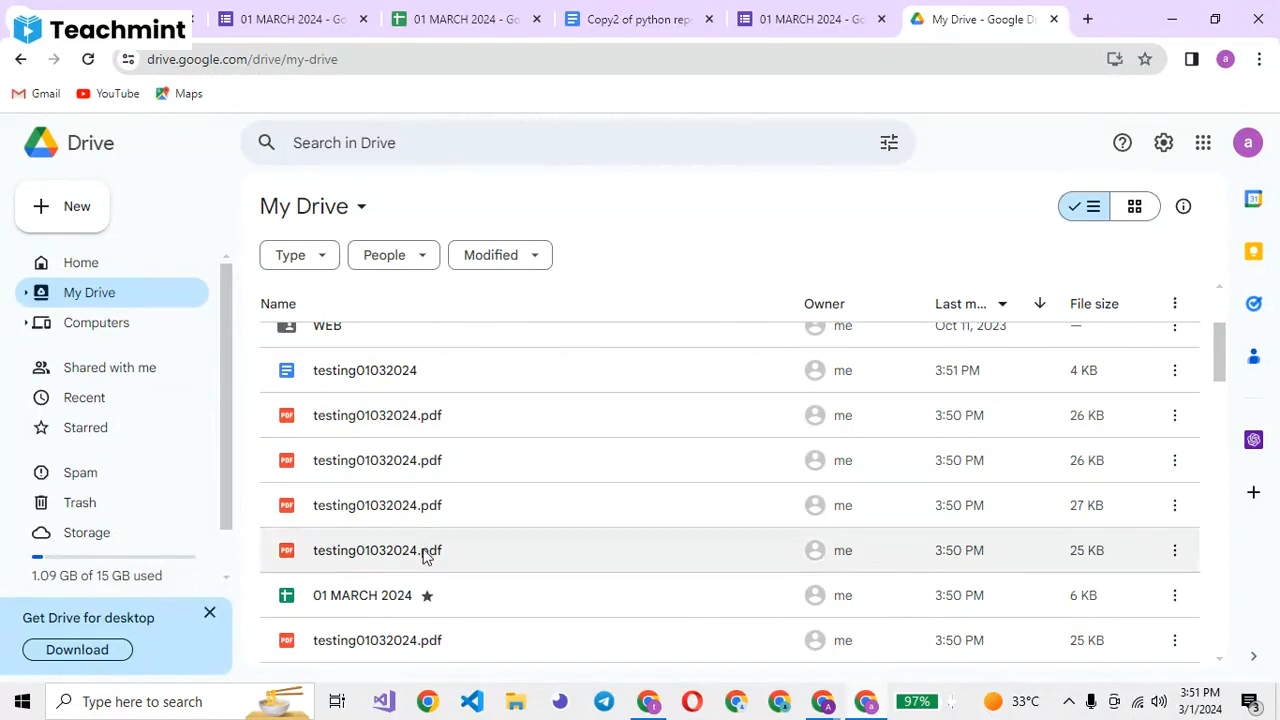 Teachmint
01 MARCH 2024 - Go
01 MARCH 2024 - Go
Copy2 of python rep
01 MARCH 2024 - G
My Drive - Google D
drive.google.com/drive/my-drive
Gmail
YouTube
Maps
Drive
Search in Drive
New
My Drive
Type
People
Modified
Home
My Drive
Computers
Shared with me
Recent
Starred
Spam
Trash
Storage
1.09 GB of 15 GB used
Get Drive for desktop
Download
Name Owner Last m... File size
WEB me Oct 11, 2023 —
testing01032024 me 3:51 PM 4 KB
PDF testing01032024.pdf me 3:50 PM 26 KB
PDF testing01032024.pdf me 3:50 PM 26 KB
PDF testing01032024.pdf me 3:50 PM 27 KB
PDF testing01032024.pdf me 3:50 PM 25 KB
01 MARCH 2024 me 3:50 PM 6 KB
PDF testing01032024.pdf me 3:50 PM 25 KB
Type here to search
97%
33°C
3:51 PM
3/1/2024